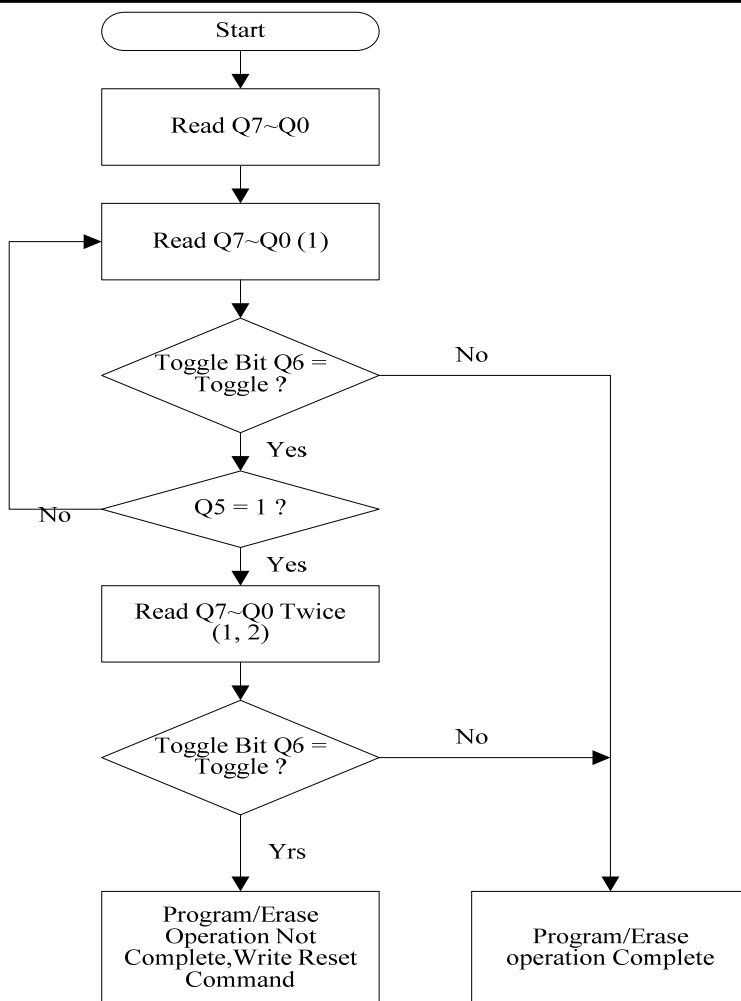 Start
Read Q7~Q0
Read Q7~Q0 (1)
Toggle Bit Q6 =
Toggle ?
No
Yes
Q5 = 1 ?
No
Yes
Read Q7~Q0 Twice
(1, 2)
Toggle Bit Q6 =
Toggle ?
No
Yrs
Program/Erase
Operation Not
Complete,Write Reset
Command
Program/Erase
operation Complete